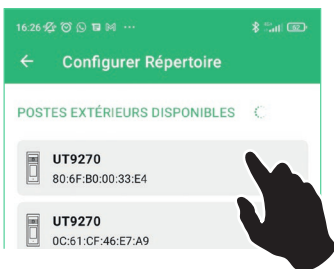 16:26
Configurer Répertoire
POSTES EXTÉRIEURS DISPONIBLES
UT9270
80:6F:B0:00:33:E4
UT9270
0C:61:CF:46:E7:A9